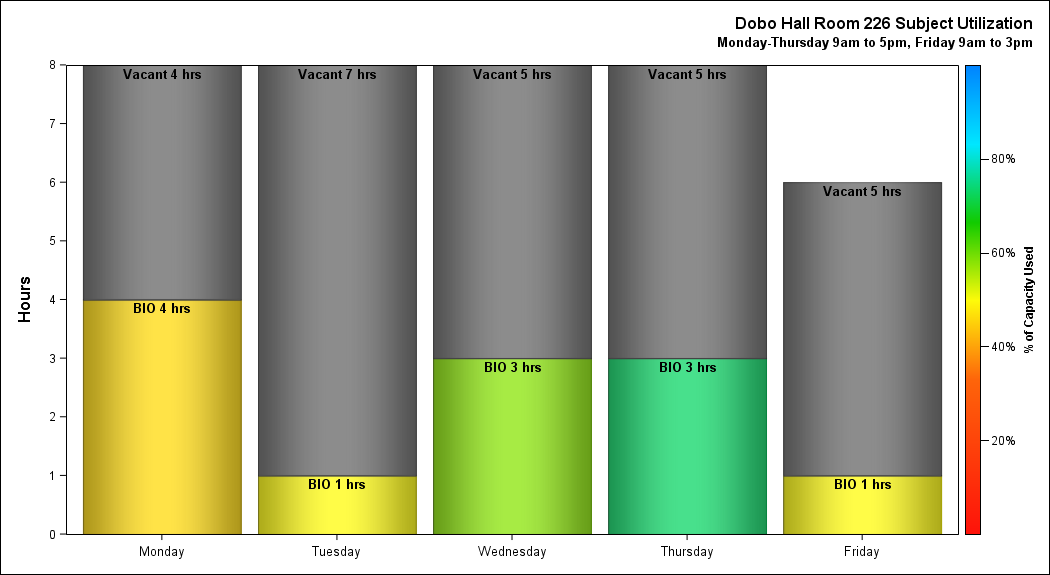 Dobo Hall Room 226 Subject Utilization
Monday-Thursday 9am to 5pm, Friday 9am to 3pm
Hours
8
7
6
5
4
3
2
1
0
Vacant 4 hrs
BIO 4 hrs
Vacant 7 hrs
BIO 1 hrs
Vacant 5 hrs
BIO 3 hrs
Vacant 5 hrs
BIO 3 hrs
Vacant 5 hrs
BIO 1 hrs
Monday
Tuesday
Wednesday
Thursday
Friday
80%
60%
40%
20%
% of Capacity Used